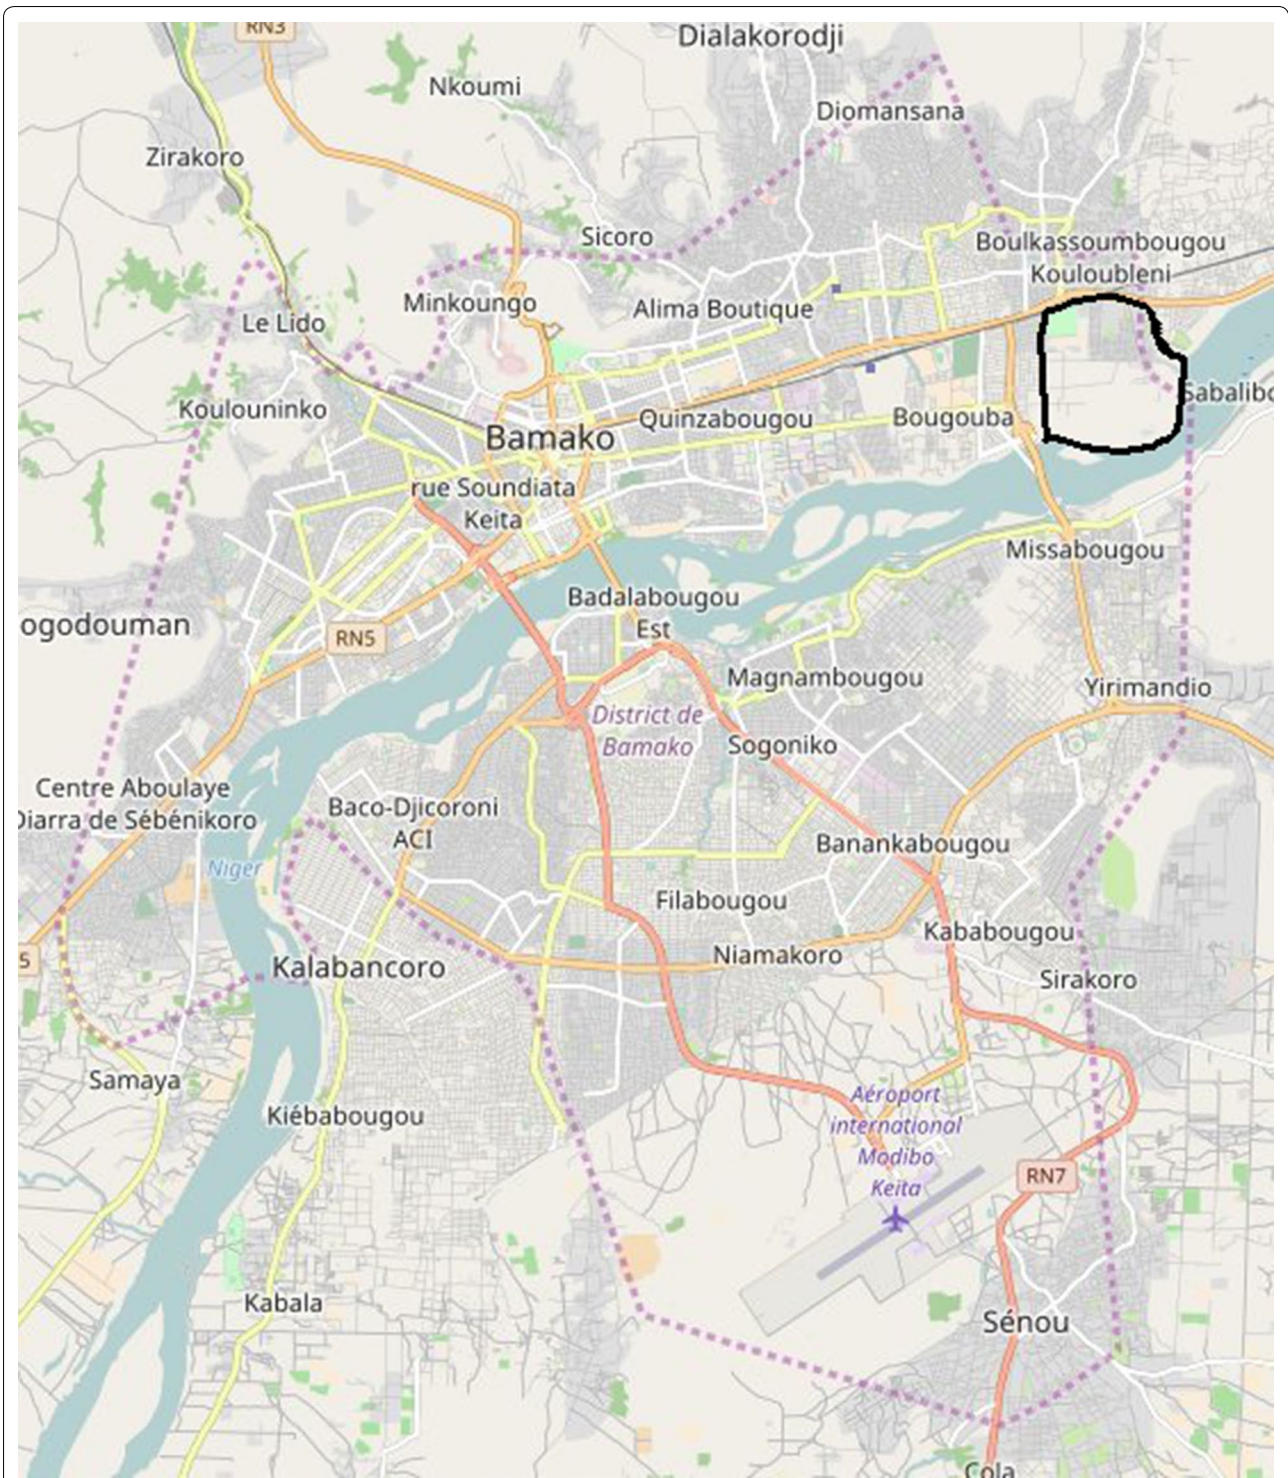 RN3
Dialakorodji
Nkoumi
Diomansana
Zirakoro
Sicoro
Boulkassoumbougou
Kouloubleni
Minkoungo
Alima Boutique
Le Lido
Sabalibo
Koulouninko
Quinzabougou
Bougouba
Bamako
rue Soundiata
Keita
Missabougou
Badalabougou
Est
ogodouman
RN5
Magnambougou
Yirimandio
District de
Bamako
Sogoniko
Centre Aboulaye
Diarra de Sébénikoro
Baco-Djicoroni
ACI
Banankabougou
Niger
Filabougou
Kababougou
Niamakoro
5
Kalabancoro
Sirakoro
Samaya
Aéroport
international
Modibo
Keita
Kiébabougou
RN7
Kabala
Sénou
Cola